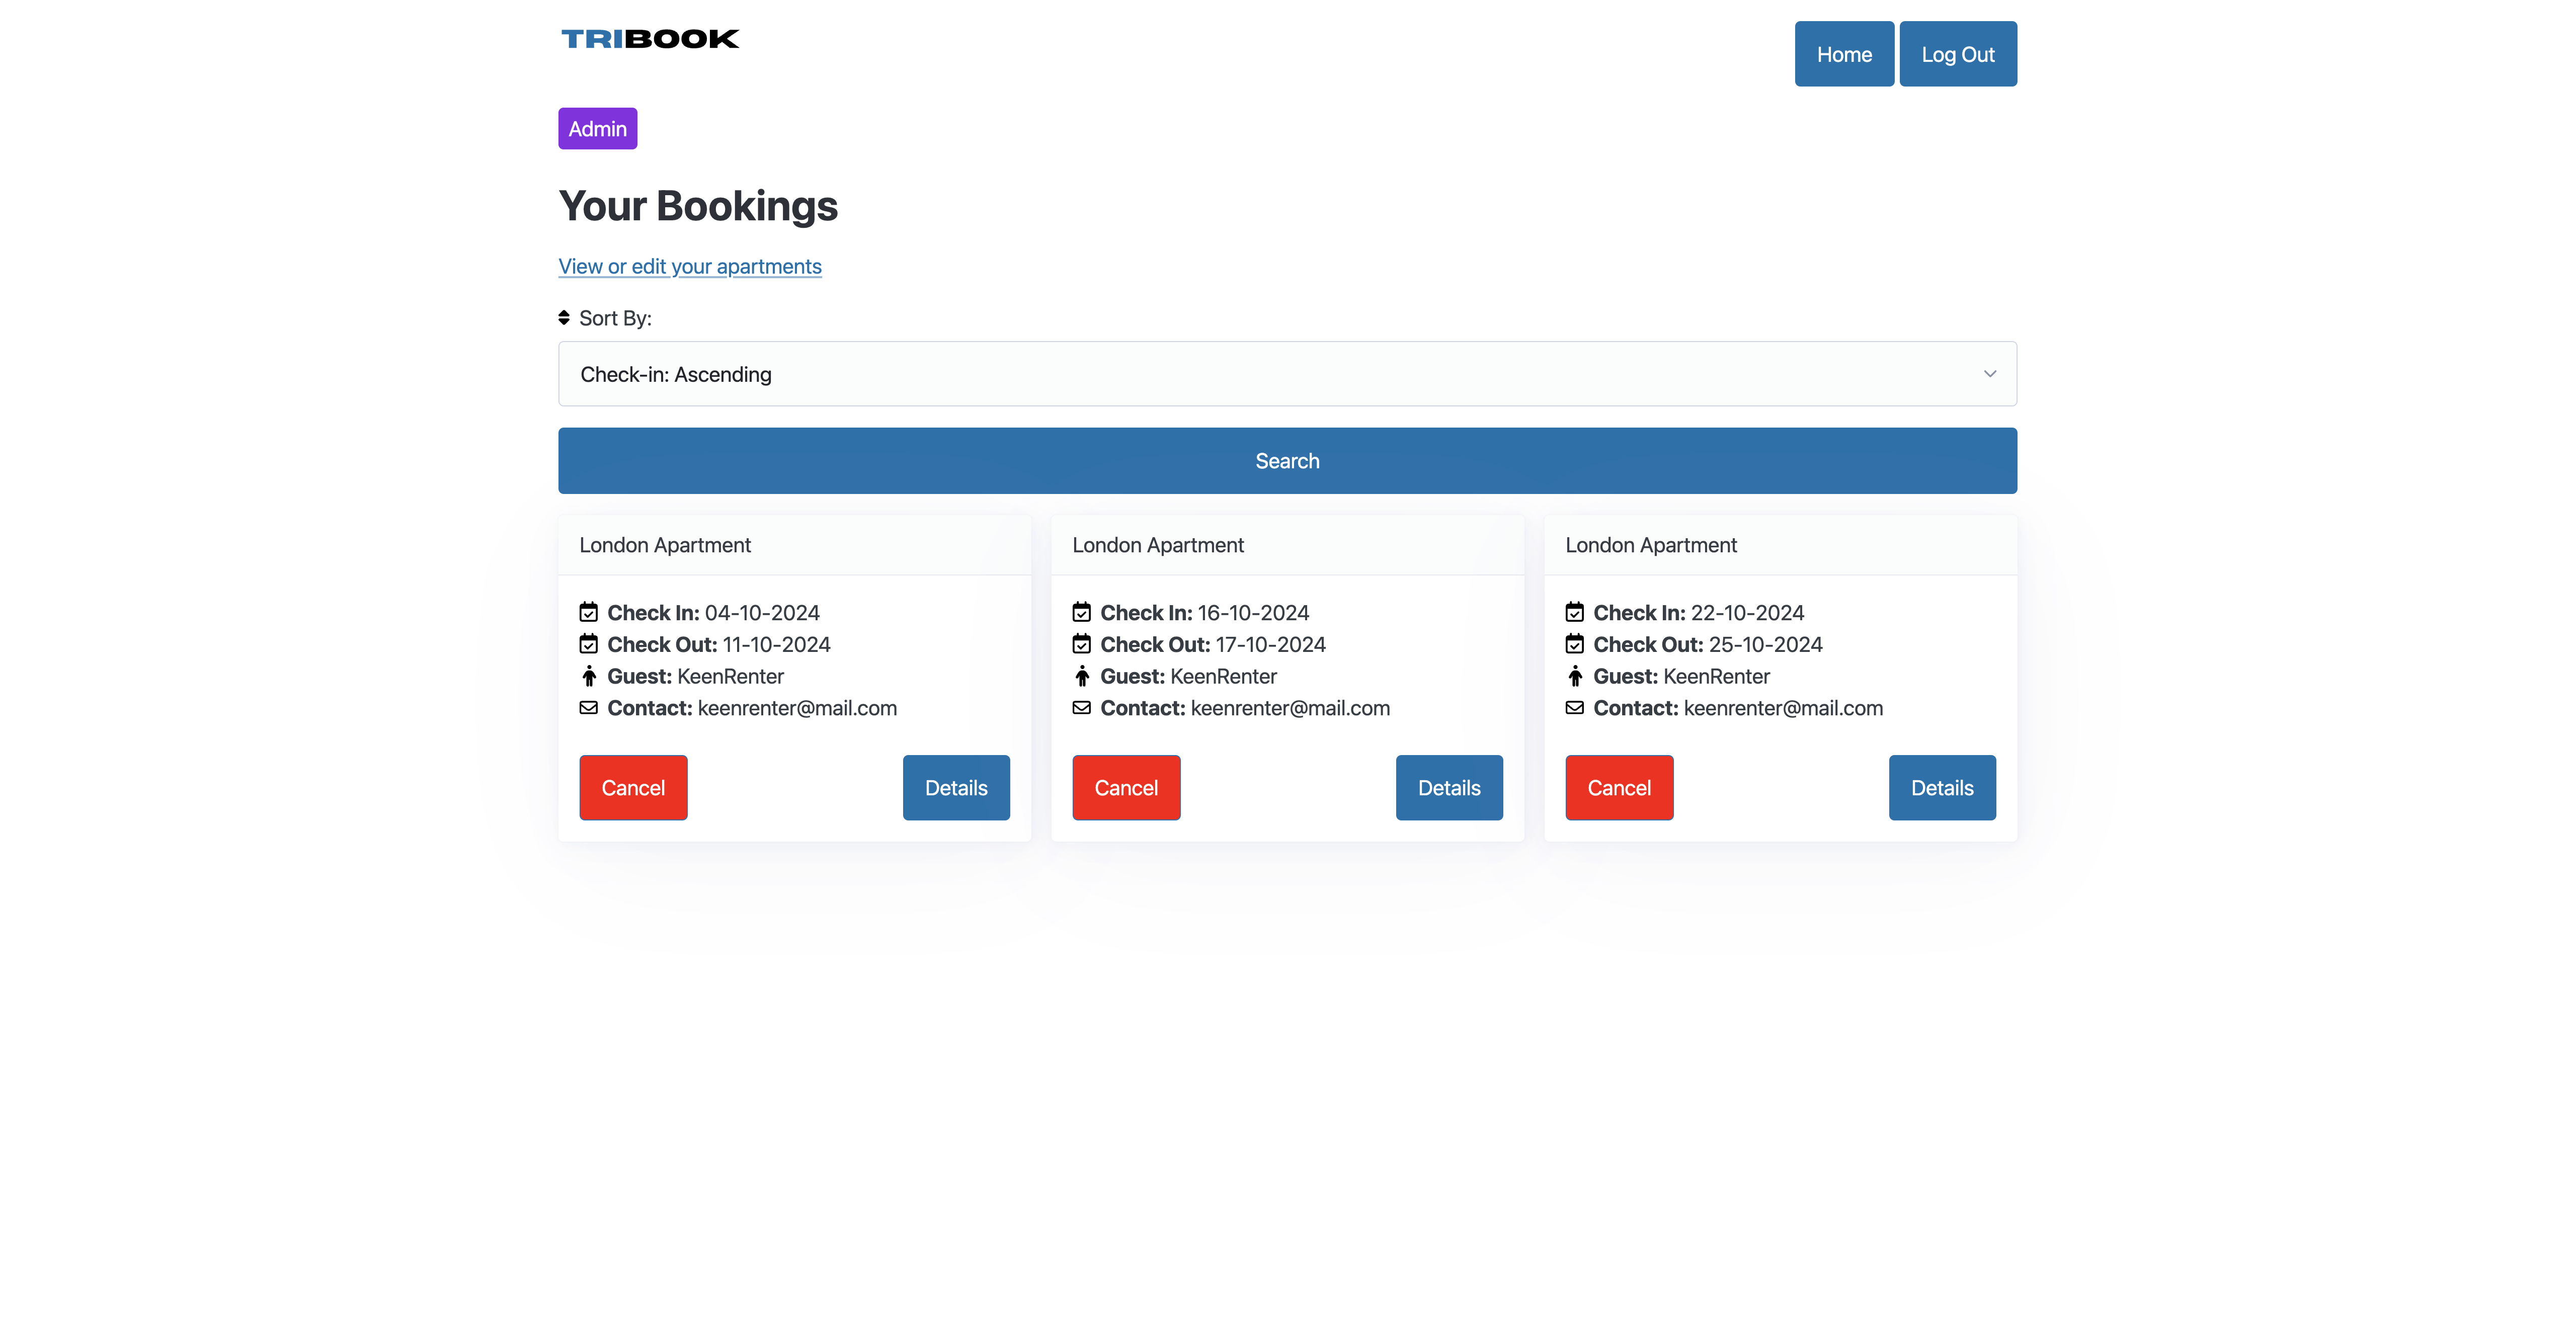 TRIBOOK
Home
Log Out
Admin
Your Bookings
View or edit your apartments
Sort By:
Check-in: Ascending
Search
London Apartment
Check In: 04-10-2024
Check Out: 11-10-2024
Guest: KeenRenter
Contact: keenrenter@mail.com
Cancel
Details
London Apartment
Check In: 16-10-2024
Check Out: 17-10-2024
Guest: KeenRenter
Contact: keenrenter@mail.com
Cancel
Details
London Apartment
Check In: 22-10-2024
Check Out: 25-10-2024
Guest: KeenRenter
Contact: keenrenter@mail.com
Cancel
Details